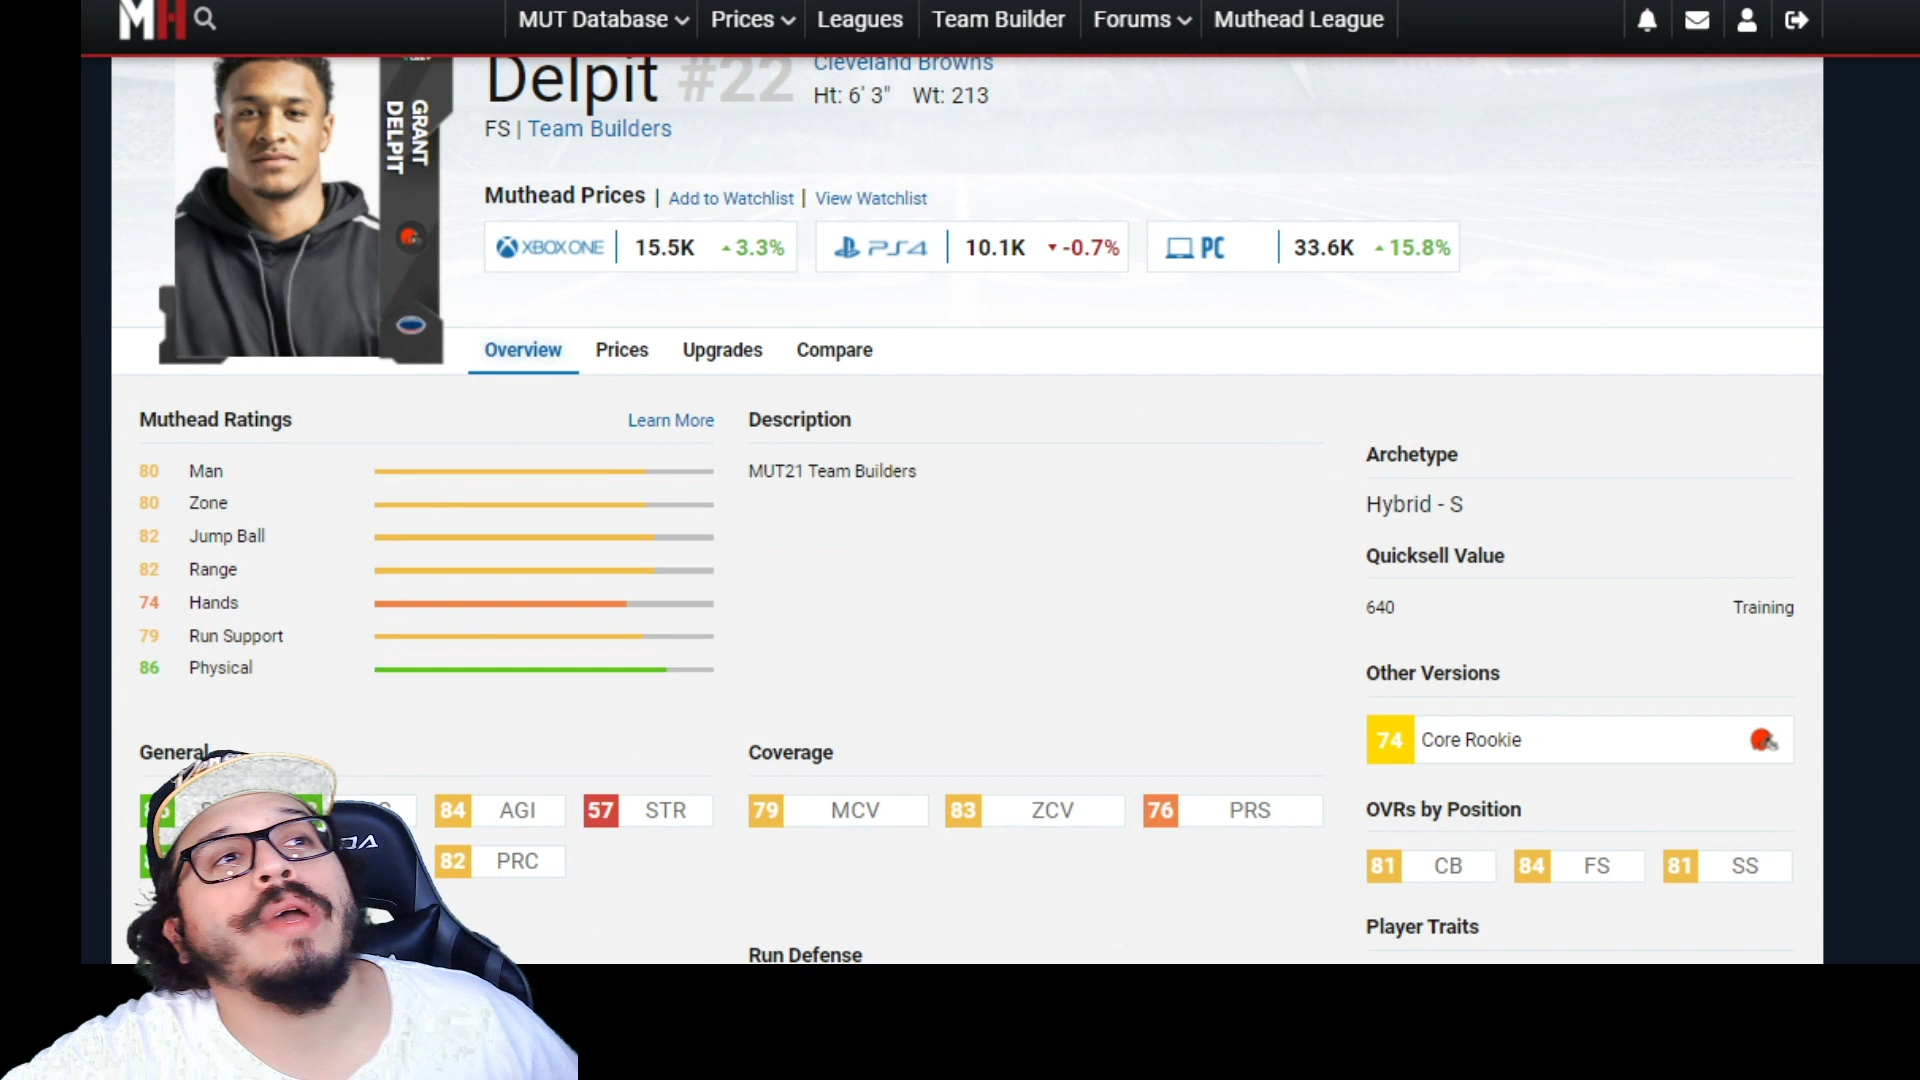 MH
MUT Database
Prices
Leagues
Team Builder
Forums
Muthead League
Delpit #22
Cleveland Browns
Ht: 6' 3" Wt: 213
FS | Team Builders
GRANT
DELPIT
Muthead Prices | Add to Watchlist | View Watchlist
XBOX ONE 15.5K 3.3%
PS4 10.1K -0.7%
PC 33.6K 15.8%
Overview
Prices
Upgrades
Compare
Muthead Ratings
Learn More
80 Man
80 Zone
82 Jump Ball
82 Range
74 Hands
79 Run Support
86 Physical
Description
MUT21 Team Builders
Archetype
Hybrid - S
Quicksell Value
640 Training
Other Versions
74 Core Rookie
General
84 AGI
57 STR
82 PRC
Coverage
79 MCV
83 ZCV
76 PRS
Run Defense
OVRs by Position
81 CB
84 FS
81 SS
Player Traits